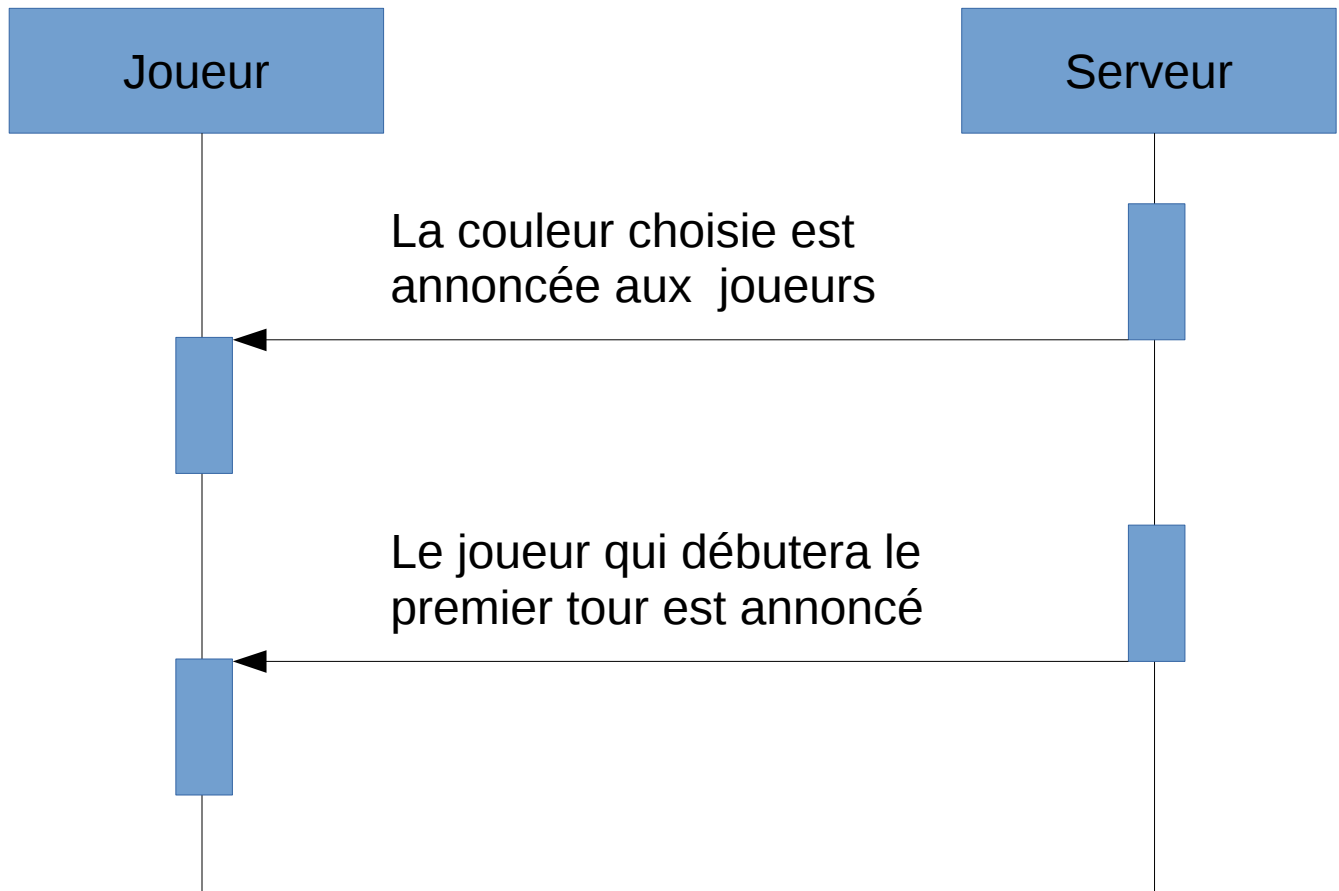 Joueur
Serveur
La couleur choisie est
annoncée aux  joueurs
Le joueur qui débutera le
premier tour est annoncé